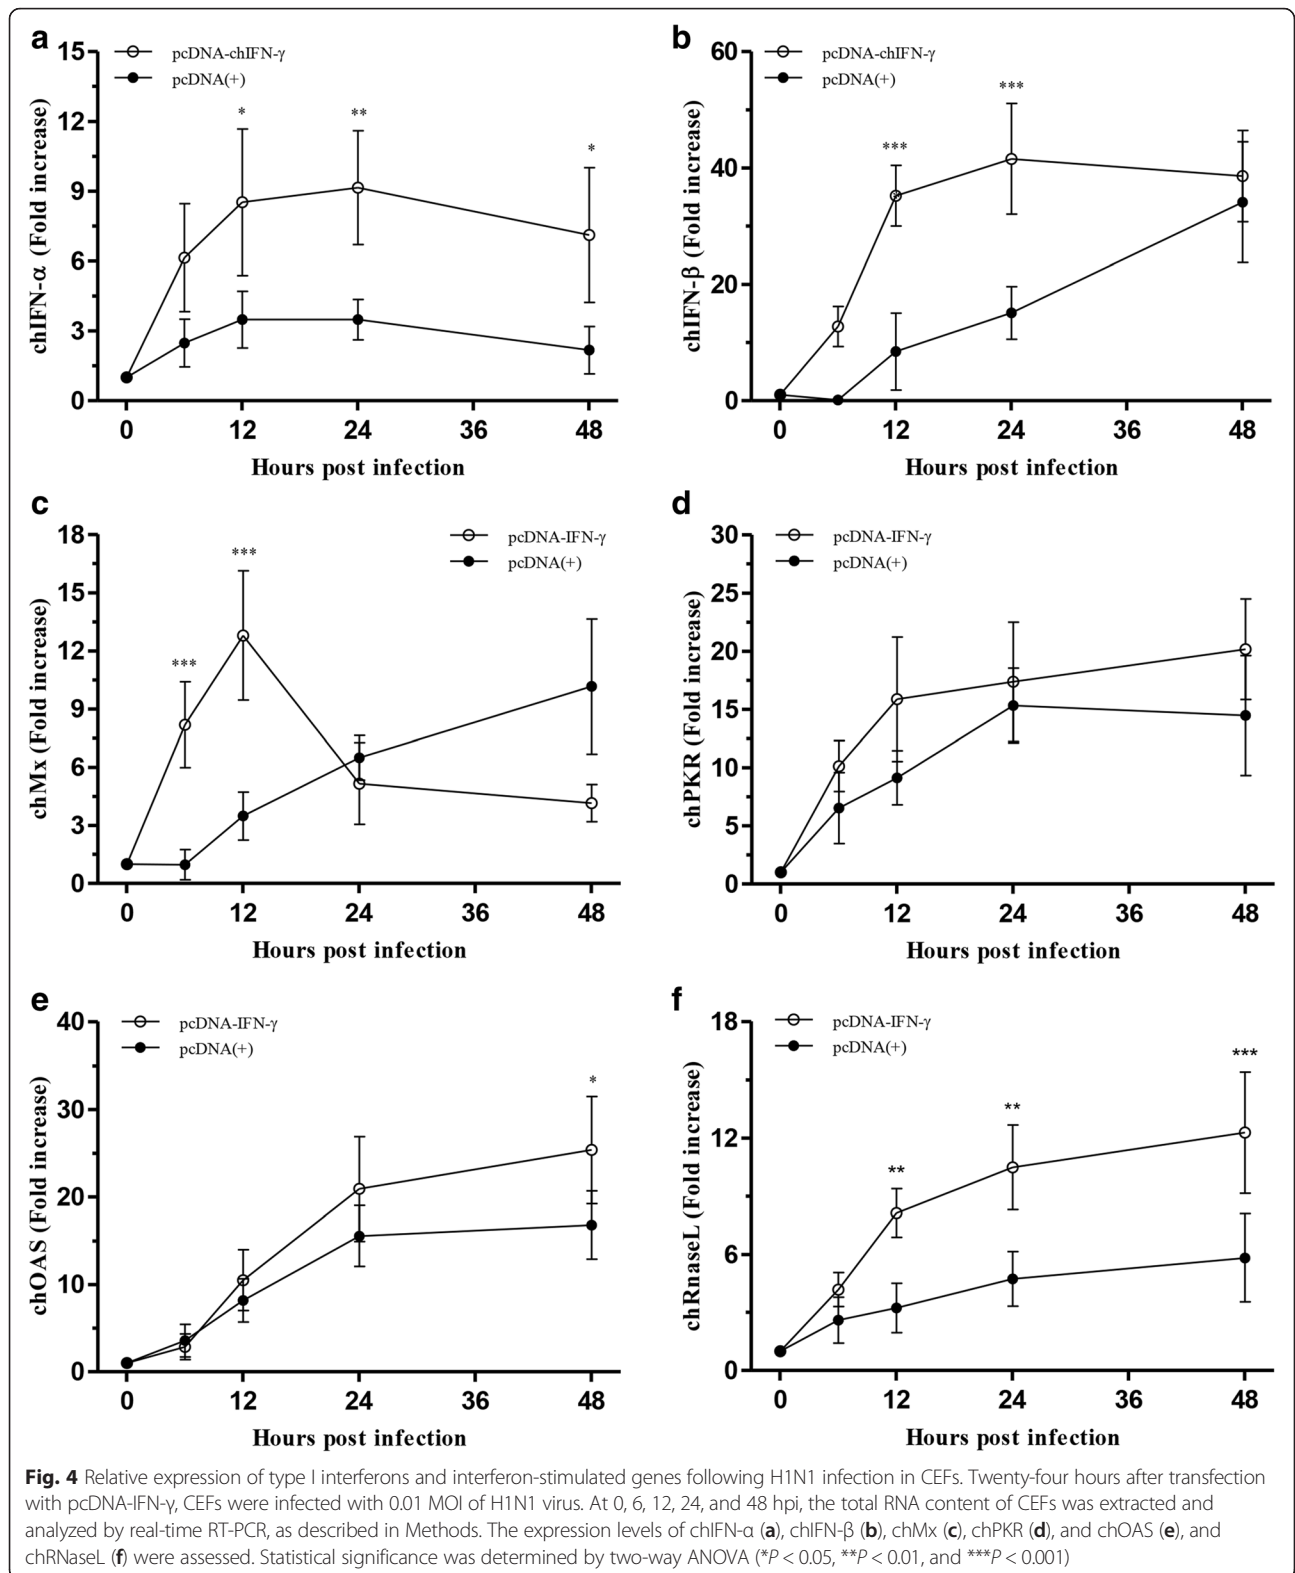 a
15
12
9
6
3
0
chIFN-α (Fold increase)
pcDNA-chIFN-γ
pcDNA(+)
*
**
*
0 12 24 36 48
Hours post infection
b
60
40
20
0
chIFN-β (Fold increase)
pcDNA-chIFN-γ
pcDNA(+)
***
***
0 12 24 36 48
Hours post infection
c
18
15
12
9
6
3
0
chMx (Fold increase)
pcDNA-IFN-γ
pcDNA(+)
***
***
0 12 24 36 48
Hours post infection
d
30
25
20
15
10
5
0
chPKR (Fold increase)
pcDNA-IFN-γ
pcDNA(+)
0 12 24 36 48
Hours post infection
e
40
30
20
10
0
chOAS (Fold increase)
pcDNA-IFN-γ
pcDNA(+)
*
0 12 24 36 48
Hours post infection
f
18
12
6
0
chRnaseL (Fold increase)
pcDNA-IFN-γ
pcDNA(+)
**
**
***
0 12 24 36 48
Hours post infection
Fig. 4 Relative expression of type I interferons and interferon-stimulated genes following H1N1 infection in CEFs. Twenty-four hours after transfection
with pcDNA-IFN-γ, CEFs were infected with 0.01 MOI of H1N1 virus. At 0, 6, 12, 24, and 48 hpi, the total RNA content of CEFs was extracted and
analyzed by real-time RT-PCR, as described in Methods. The expression levels of chIFN-α (a), chIFN-β (b), chMx (c), chPKR (d), and chOAS (e), and
chRNaseL (f) were assessed. Statistical significance was determined by two-way ANOVA (*P < 0.05, **P < 0.01, and ***P < 0.001)